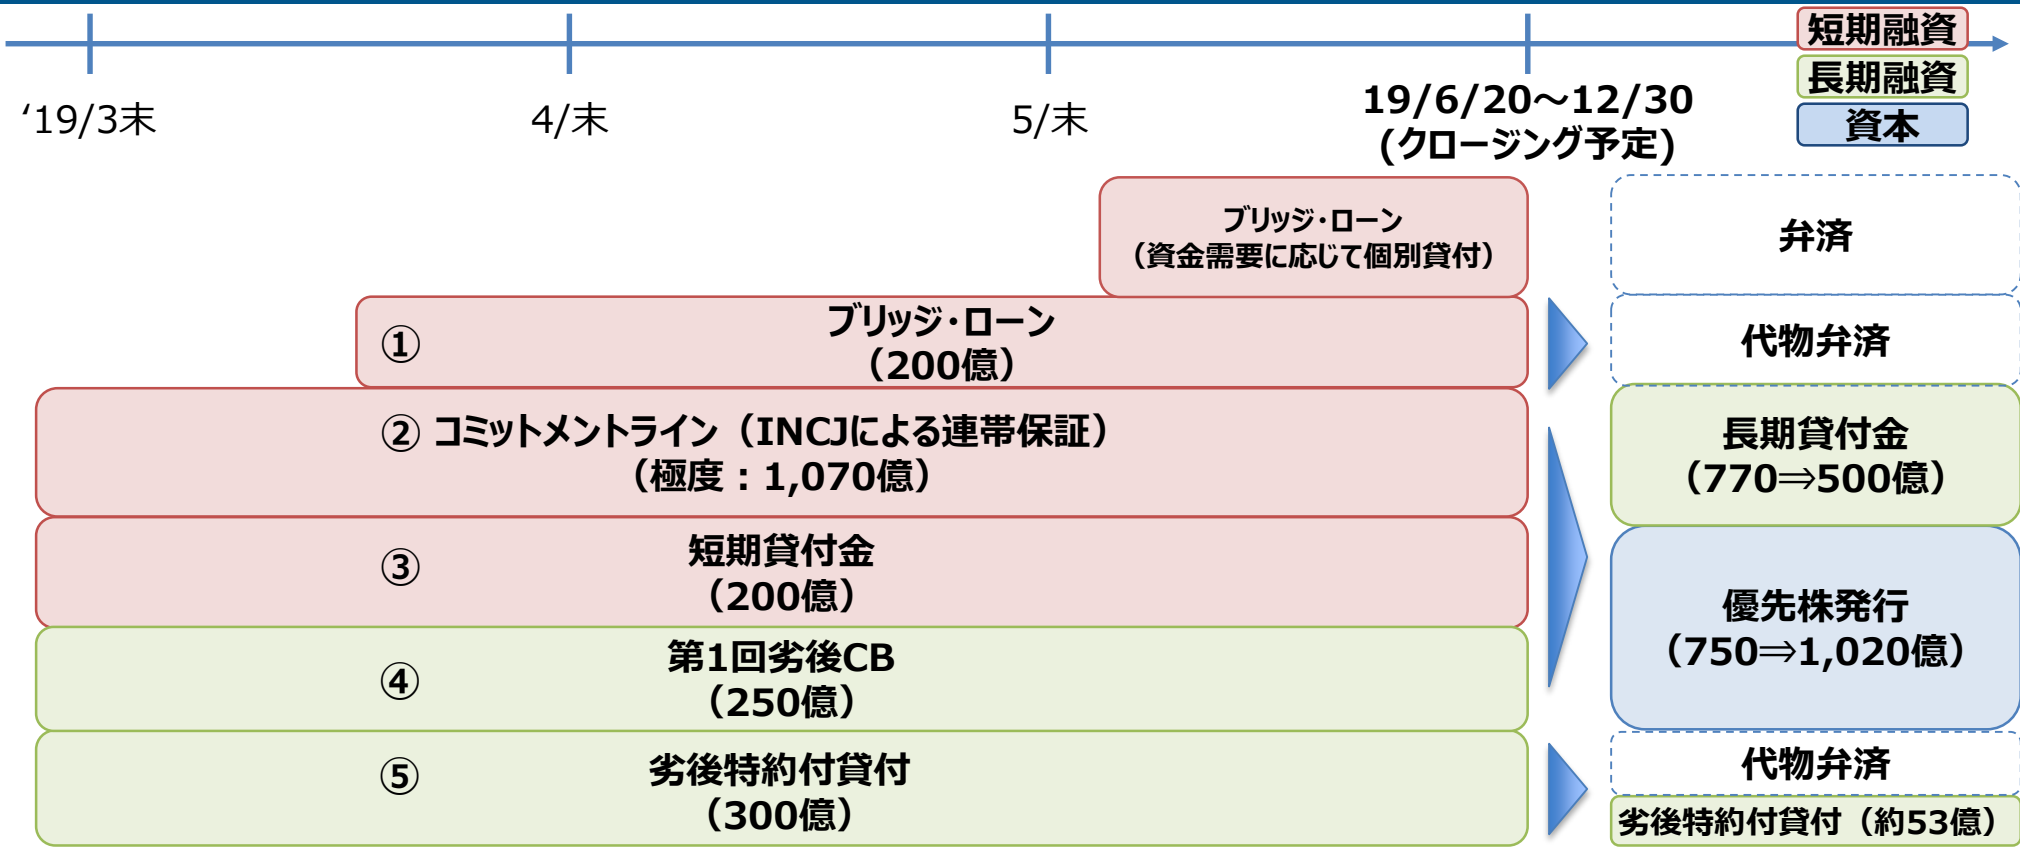 短期融資
長期融資
資本
‘19/3末
4/末
5/末
19/6/20～12/30
(クロージング予定)
ブリッジ・ローン
（資金需要に応じて個別貸付）
弁済
① ブリッジ・ローン
（200億）
代物弁済
② コミットメントライン（INCJによる連帯保証）
（極度：1,070億）
長期貸付金
（770⇒500億）
③ 短期貸付金
（200億）
優先株発行
（750⇒1,020億）
④ 第1回劣後CB
（250億）
⑤ 劣後特約付貸付
（300億）
代物弁済
劣後特約付貸付（約53億）